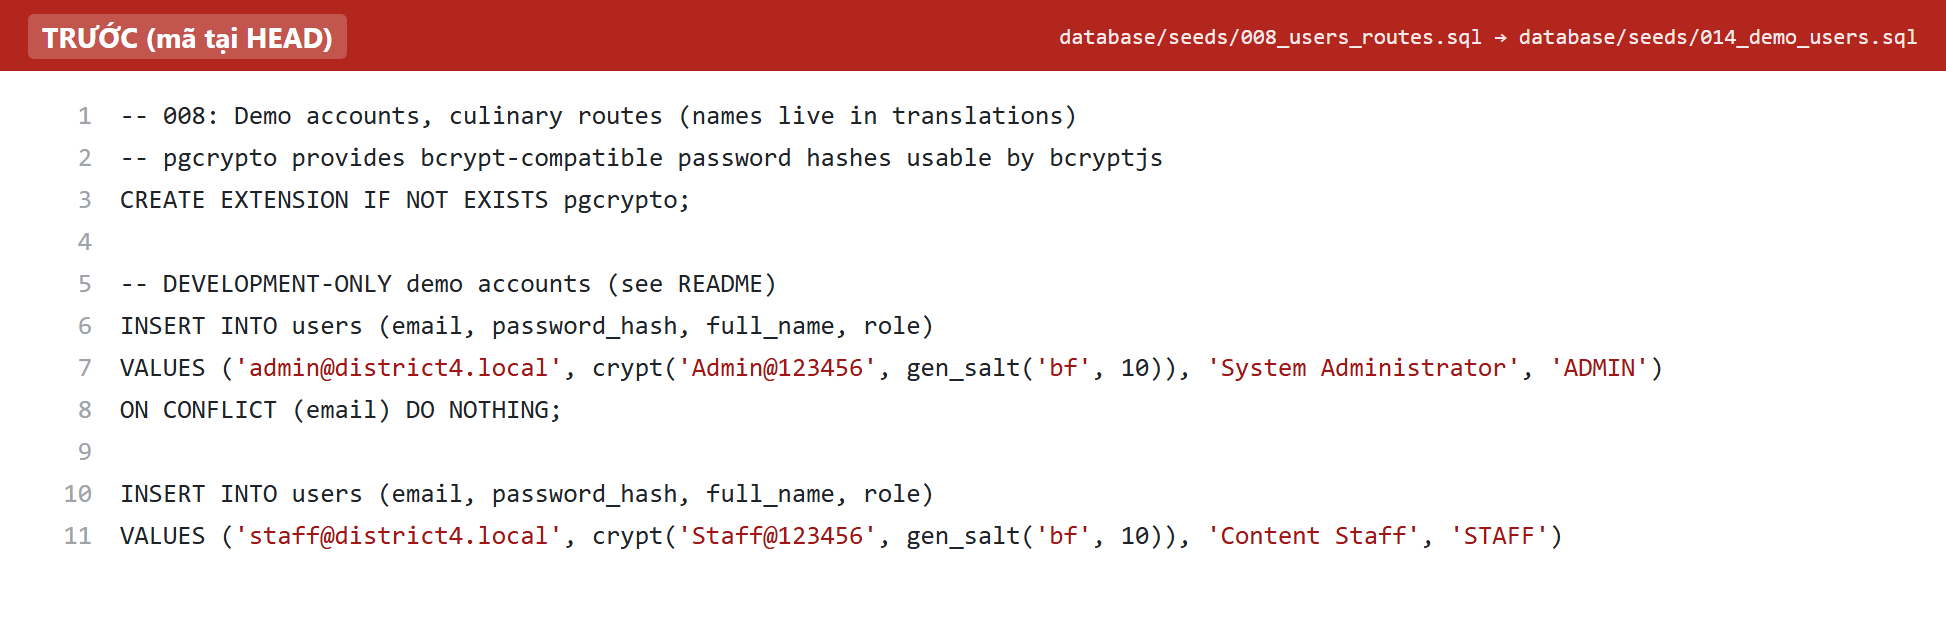 TRƯỚC (mã tại HEAD)
database/seeds/008_users_routes.sql → database/seeds/014_demo_users.sql
1 -- 008: Demo accounts, culinary routes (names live in translations)
2 -- pgcrypto provides bcrypt-compatible password hashes usable by bcryptjs
3 CREATE EXTENSION IF NOT EXISTS pgcrypto;
4
5 -- DEVELOPMENT-ONLY demo accounts (see README)
6 INSERT INTO users (email, password_hash, full_name, role)
7 VALUES ('admin@district4.local', crypt('Admin@123456', gen_salt('bf', 10)), 'System Administrator', 'ADMIN')
8 ON CONFLICT (email) DO NOTHING;
9
10 INSERT INTO users (email, password_hash, full_name, role)
11 VALUES ('staff@district4.local', crypt('Staff@123456', gen_salt('bf', 10)), 'Content Staff', 'STAFF')